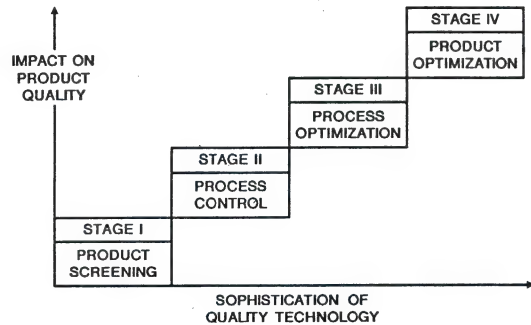 STAGE IV
PRODUCT
OPTIMIZATION
IMPACT ON
PRODUCT
QUALITY
STAGE III
PROCESS
OPTIMIZATION
STAGE II
PROCESS
CONTROL
STAGE I
PRODUCT
SCREENING
SOPHISTICATION OF
QUALITY TECHNOLOGY